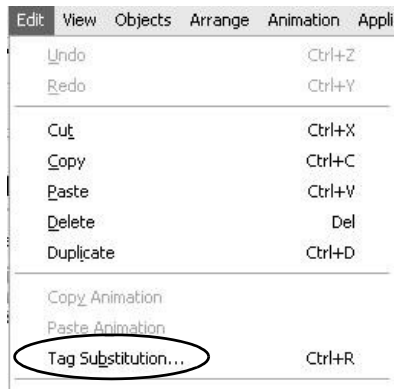 Edit View Objects Arrange Animation Appli
Undo Ctrl+Z
Redo Ctrl+Y
Cut Ctrl+X
Copy Ctrl+C
Paste Ctrl+V
Delete Del
Duplicate Ctrl+D
Copy Animation
Paste Animation
Tag Substitution... Ctrl+R